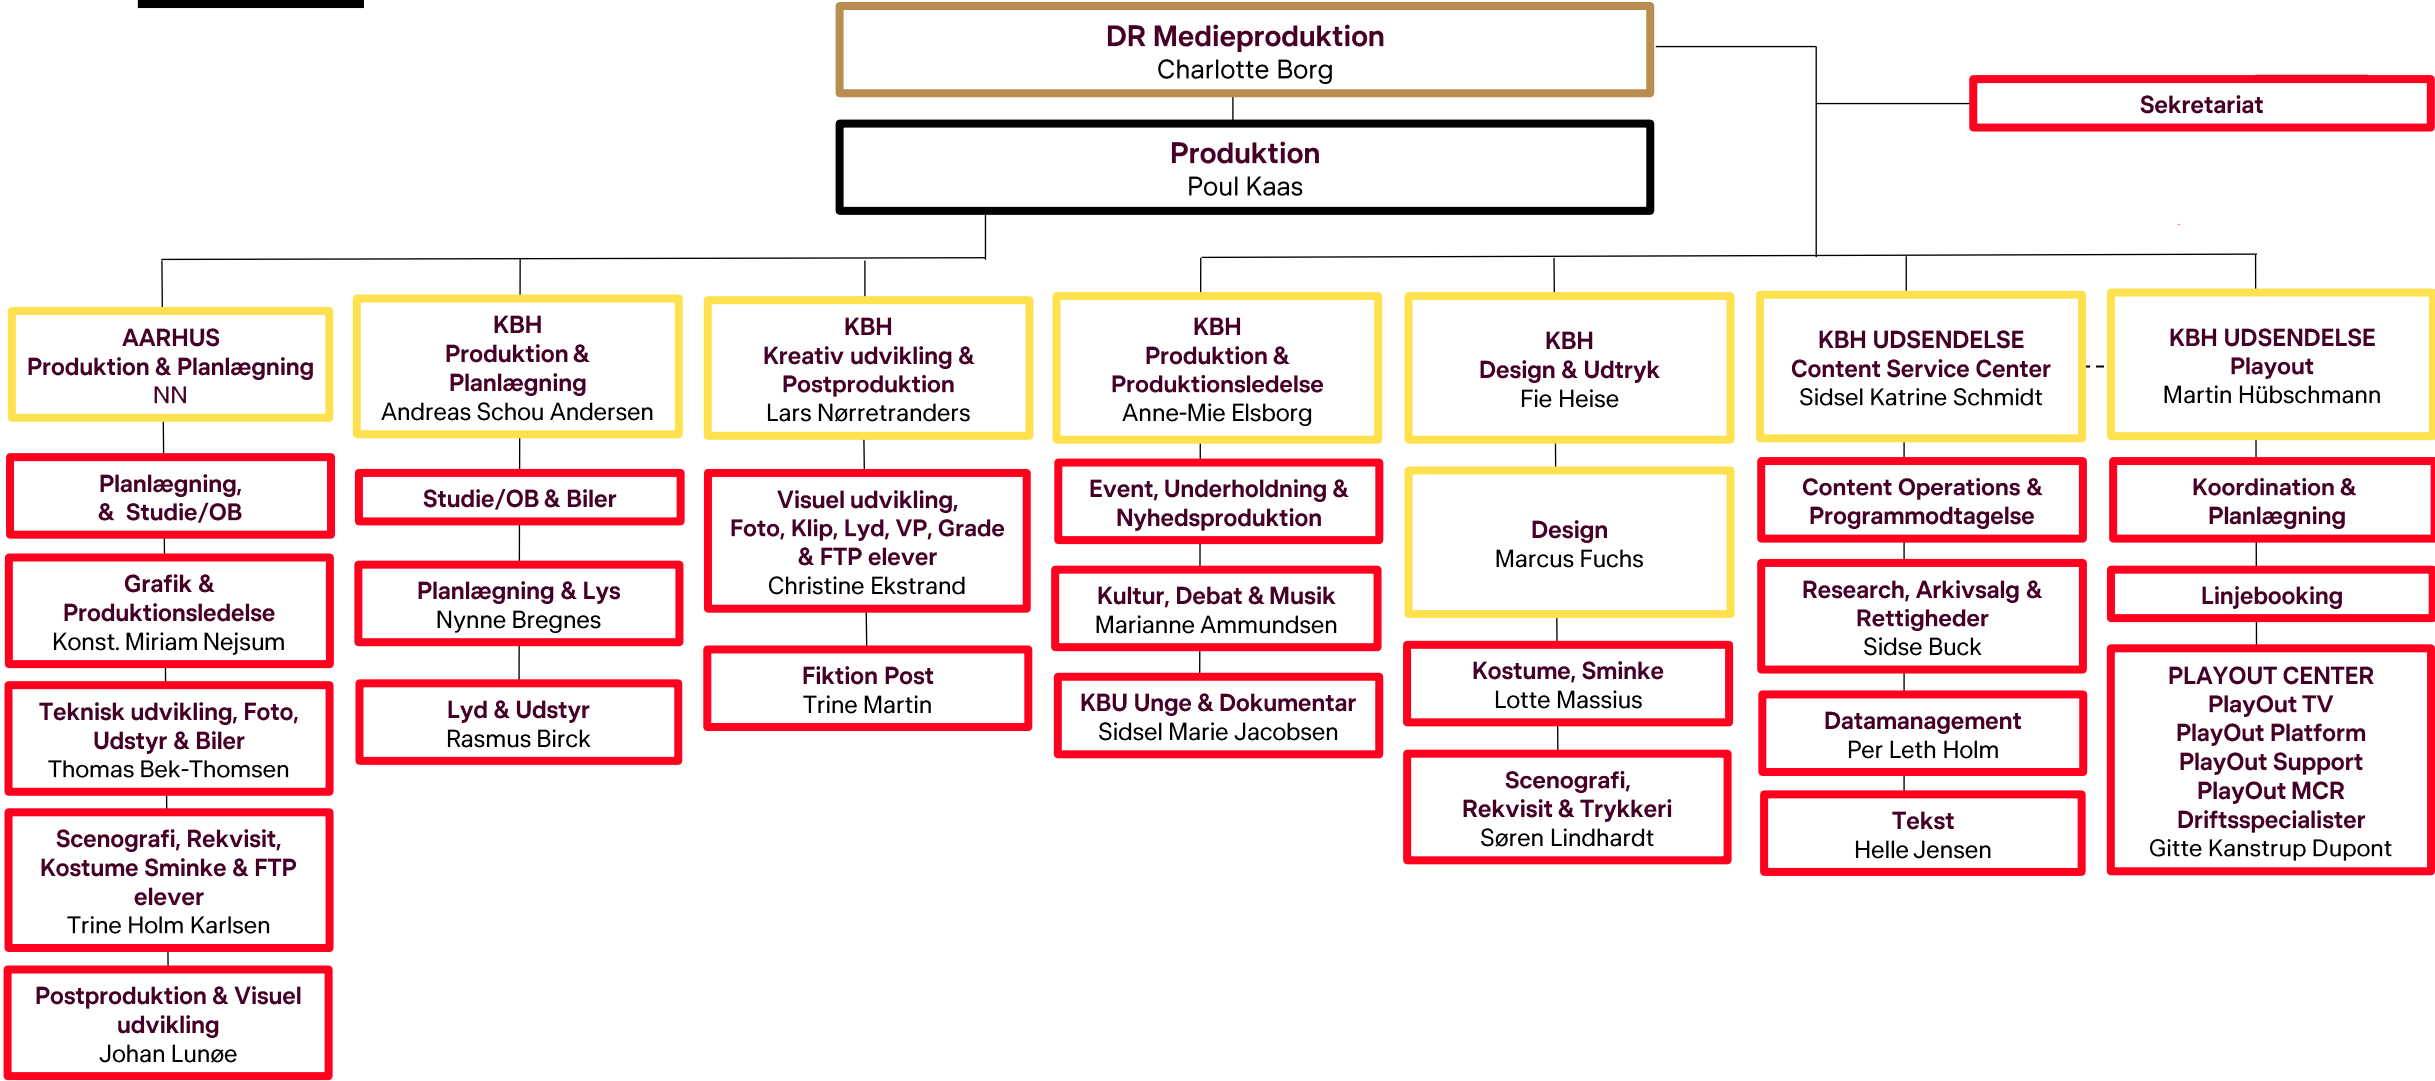 DR Medieproduktion
Charlotte Borg
Sekretariat
Produktion
Poul Kaas
AARHUS
Produktion & Planlægning
NN
Planlægning,
& Studie/OB
Grafik &
Produktionsledelse
Konst. Miriam Nejsum
Teknisk udvikling, Foto,
Udstyr & Biler
Thomas Bek-Thomsen
Scenografi, Rekvisit,
Kostume Sminke & FTP
elever
Trine Holm Karlsen
Postproduktion & Visuel
udvikling
Johan Lunøe
KBH
Produktion &
Planlægning
Andreas Schou Andersen
Studie/OB & Biler
Planlægning & Lys
Nynne Bregnes
Lyd & Udstyr
Rasmus Birck
KBH
Kreativ udvikling &
Postproduktion
Lars Nørretranders
Visuel udvikling,
Foto, Klip, Lyd, VP, Grade
& FTP elever
Christine Ekstrand
Fiktion Post
Trine Martin
KBH
Produktion &
Produktionsledelse
Anne-Mie Elsborg
Event, Underholdning &
Nyhedsproduktion
Kultur, Debat & Musik
Marianne Ammundsen
KBU Unge & Dokumentar
Sidsel Marie Jacobsen
KBH
Design & Udtryk
Fie Heise
Design
Marcus Fuchs
Kostume, Sminke
Lotte Massius
Scenografi,
Rekvisit & Trykkeri
Søren Lindhardt
KBH UDSENDELSE
Content Service Center
Sidsel Katrine Schmidt
Content Operations &
Programmodtagelse
Research, Arkivsalg &
Rettigheder
Sidse Buck
Datamanagement
Per Leth Holm
Tekst
Helle Jensen
KBH UDSENDELSE
Playout
Martin Hübschmann
Koordination &
Planlægning
Linjebooking
PLAYOUT CENTER
PlayOut TV
PlayOut Platform
PlayOut Support
PlayOut MCR
Driftsspecialister
Gitte Kanstrup Dupont